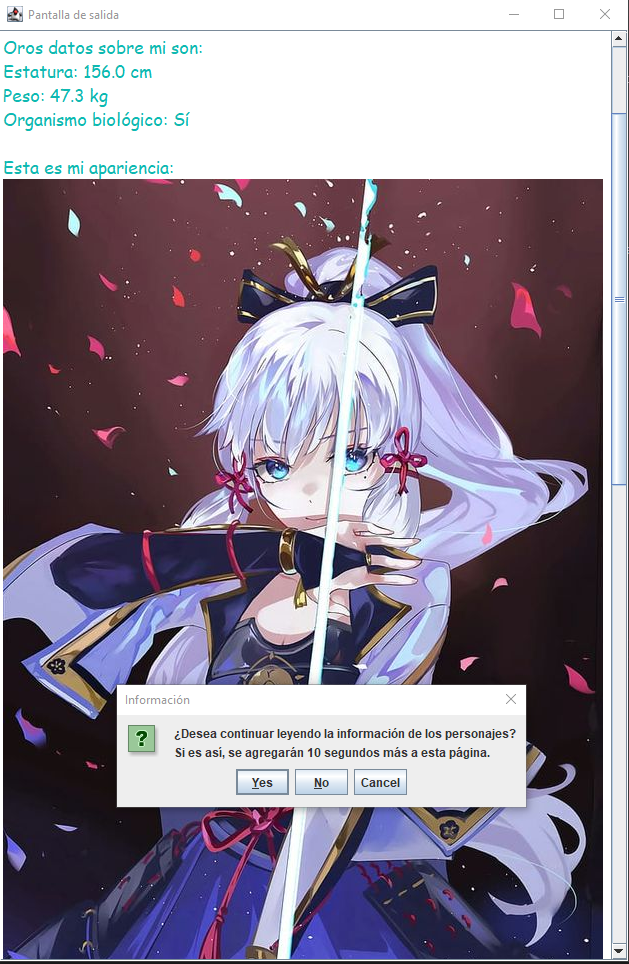 Pantalla de salida
Oros datos sobre mi son:
Estatura: 156.0 cm
Peso: 47.3 kg
Organismo biológico: Sí
Esta es mi apariencia:
Información
¿Desea continuar leyendo la información de los personajes?
Si es así, se agregarán 10 segundos más a esta página.
Yes No Cancel